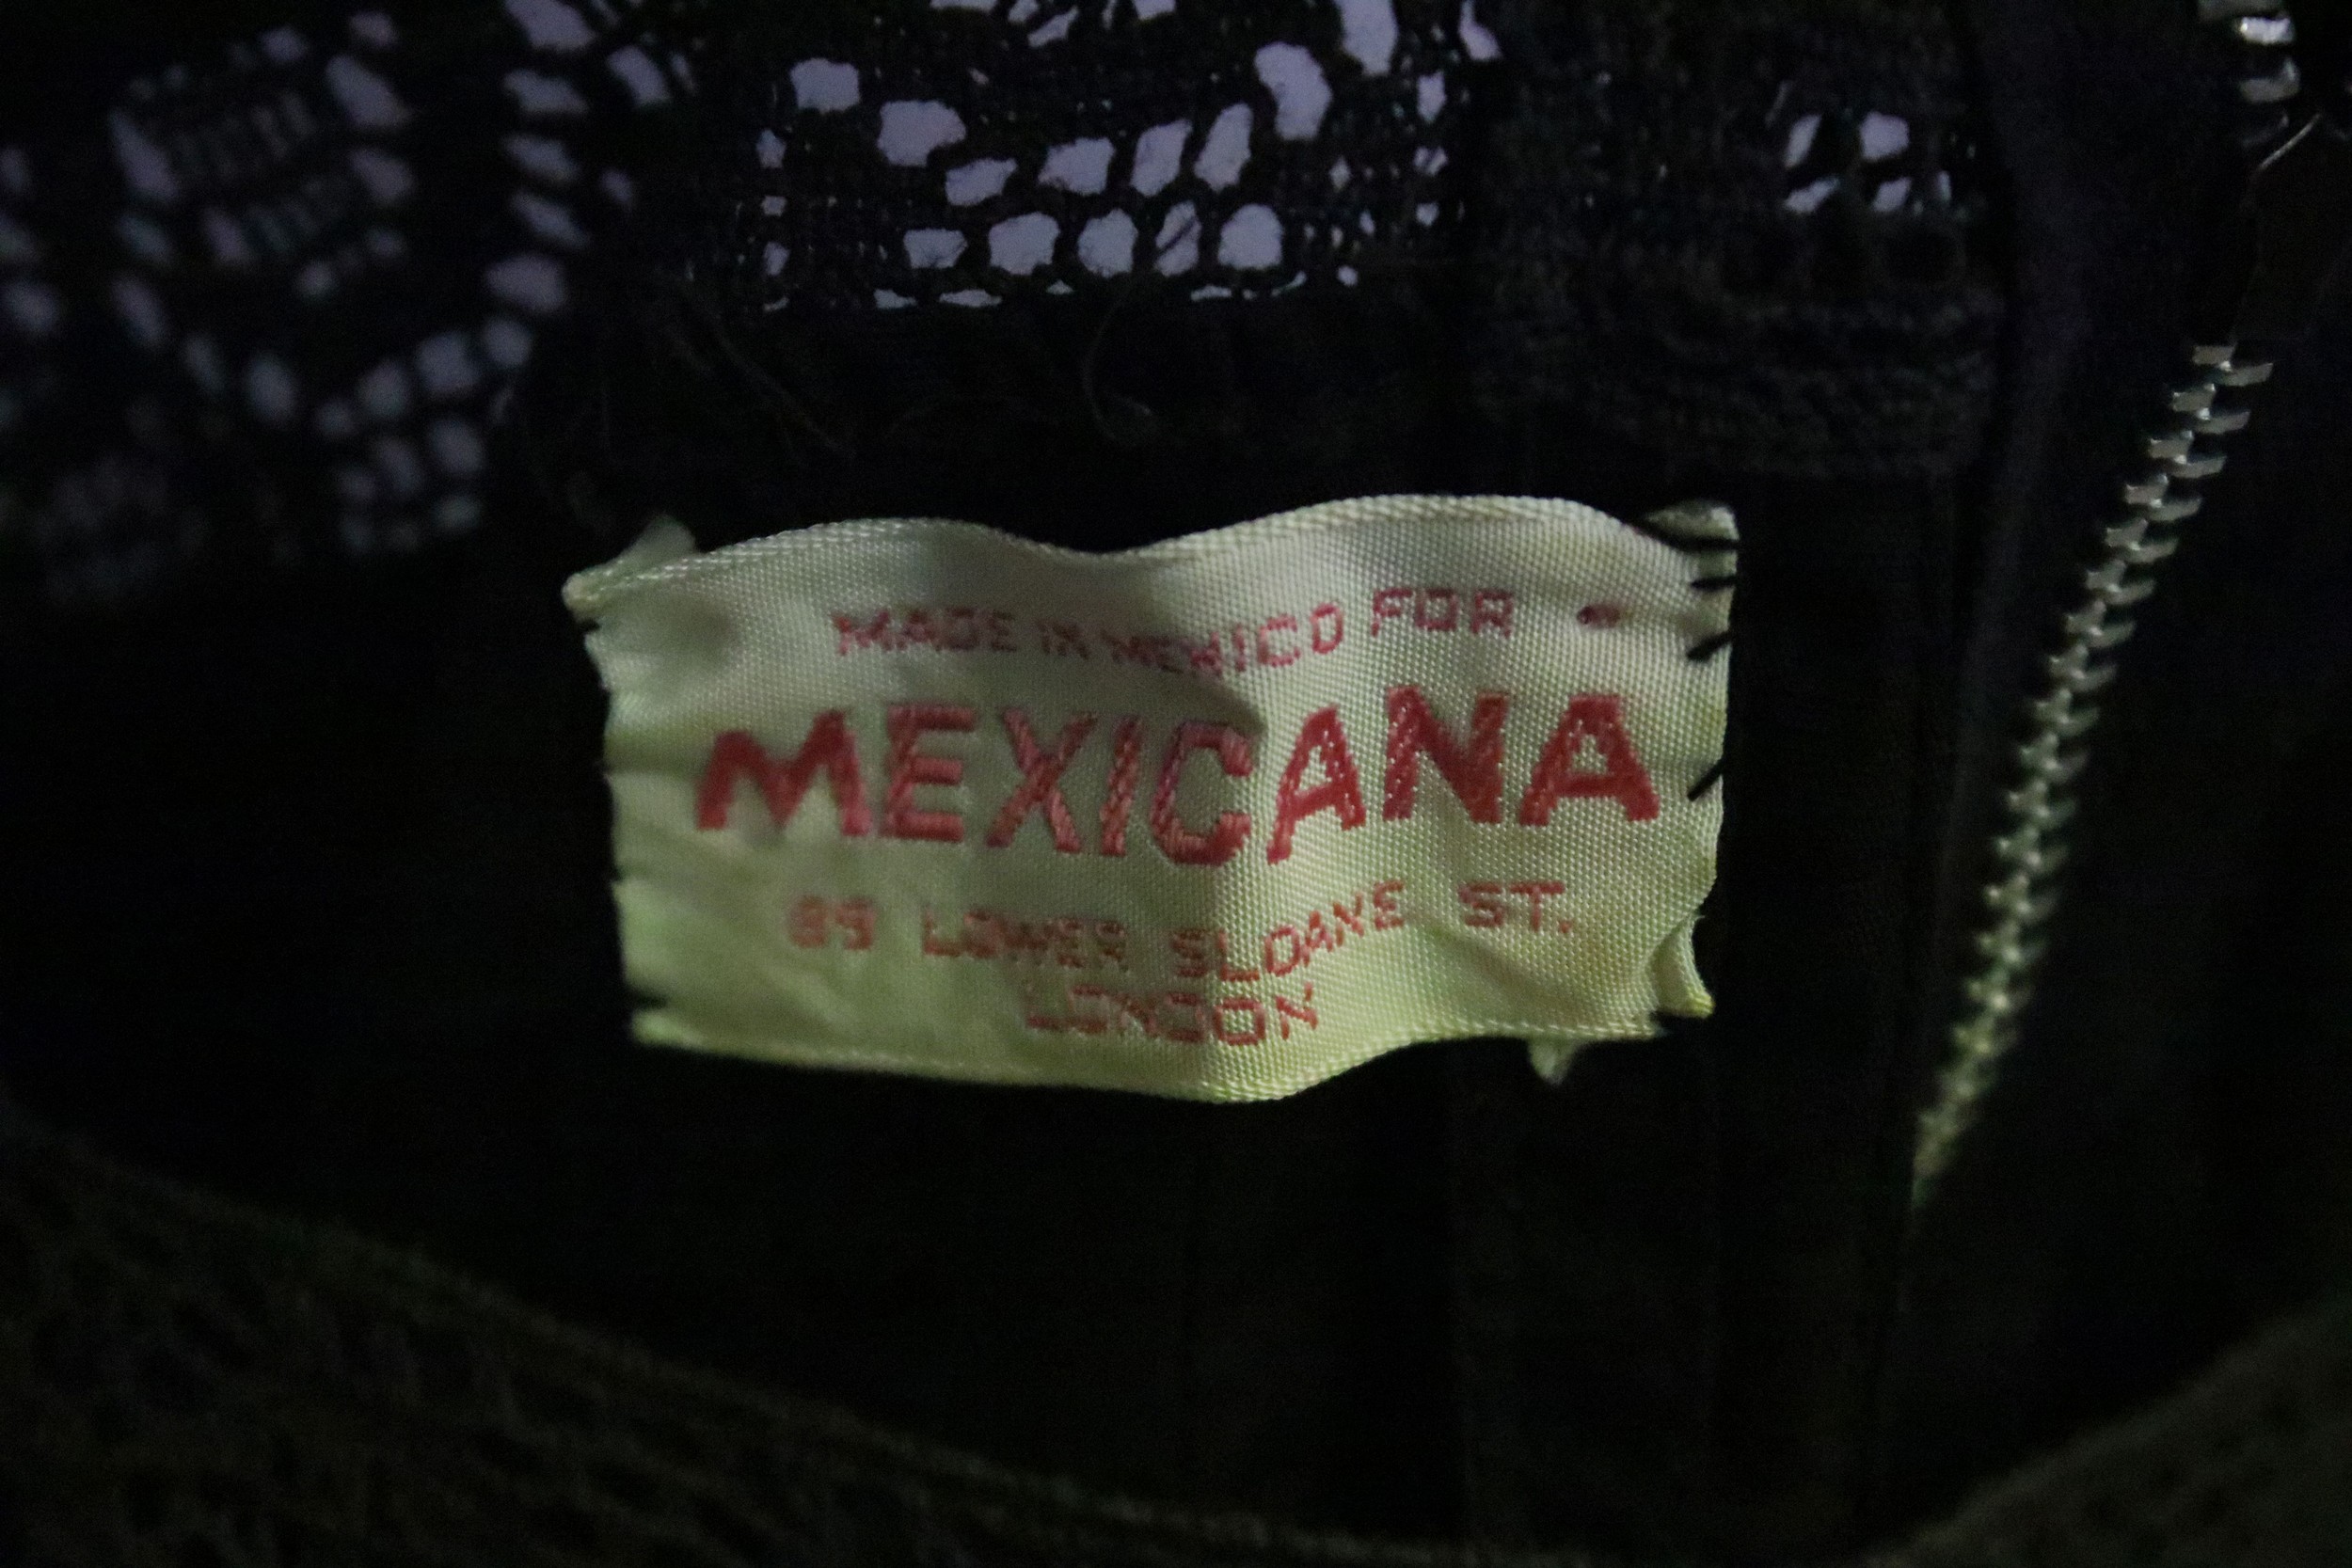 MADE IN MEXICO FOR
MEXICANA
89 LOWER SLOANE ST.
LONDON